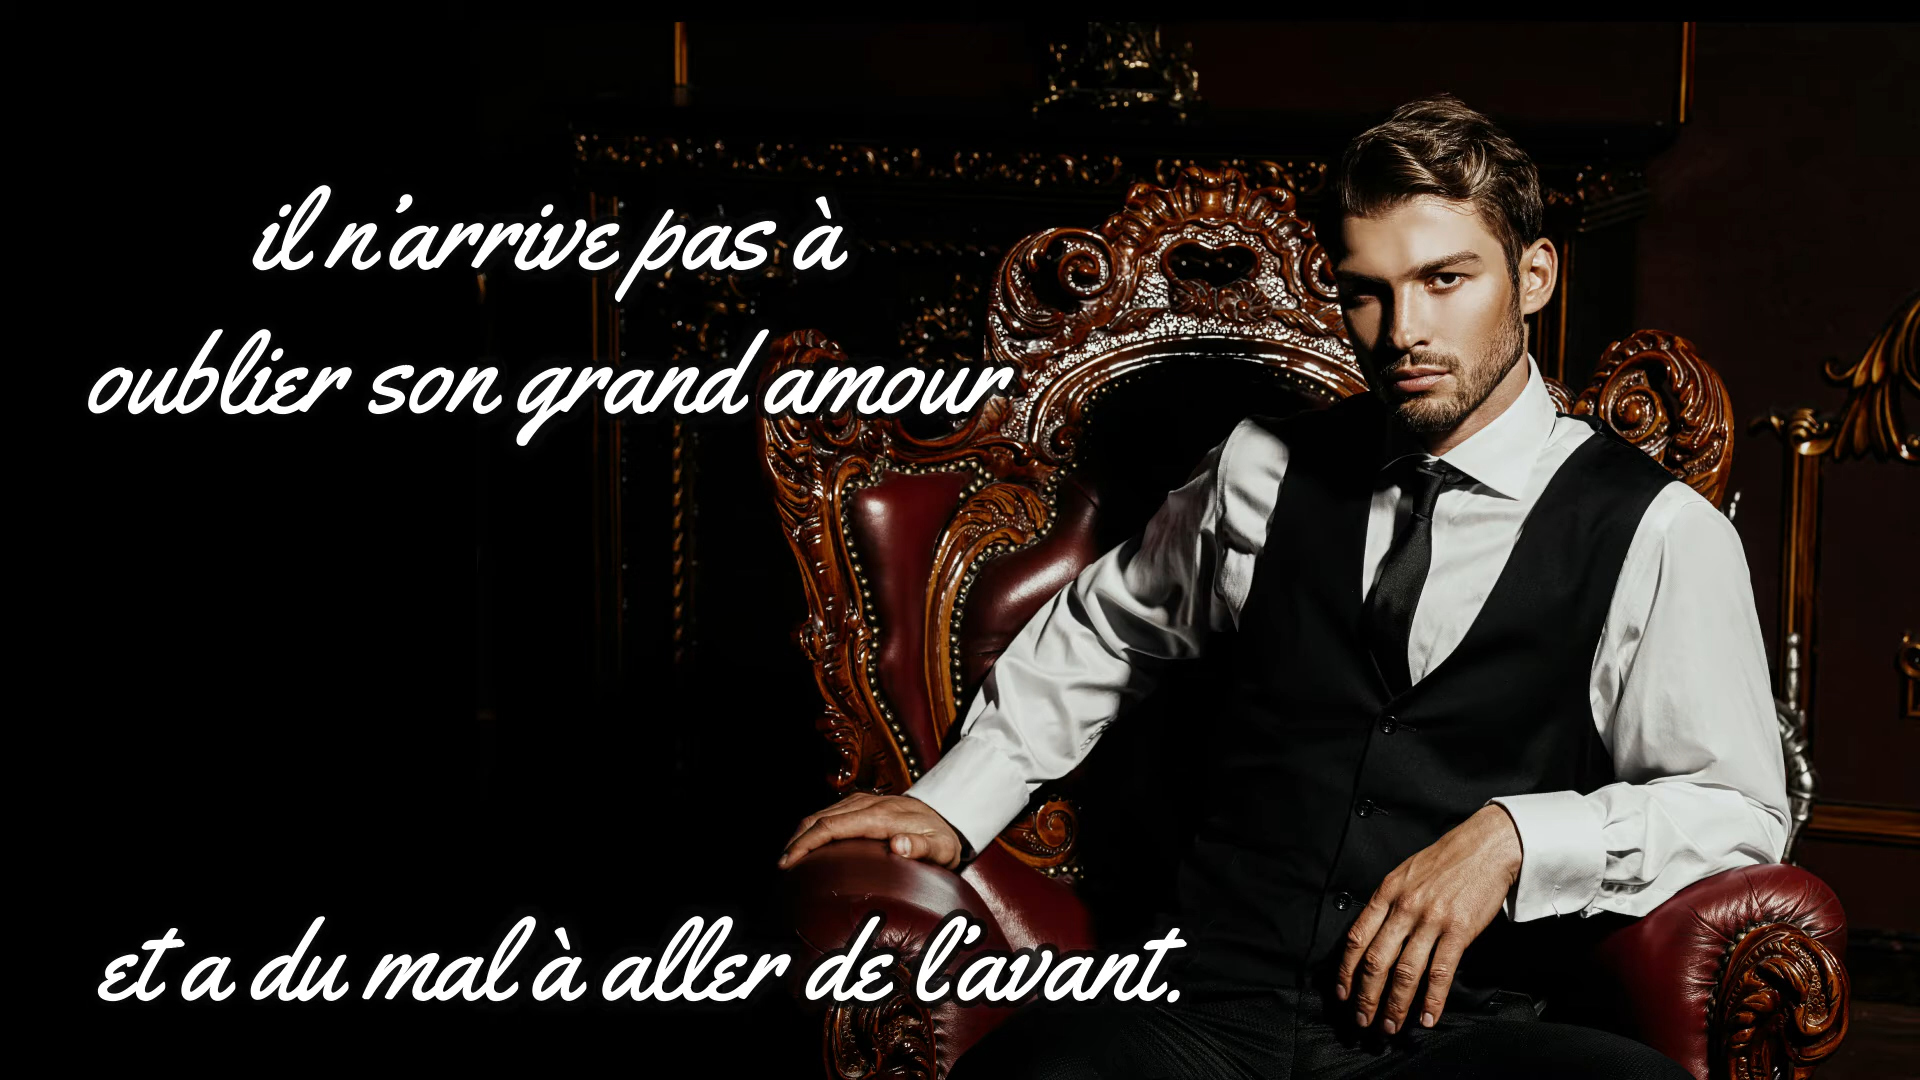 il n’arrive pas à
oublier son grand amour
et a du mal à aller de l’avant.